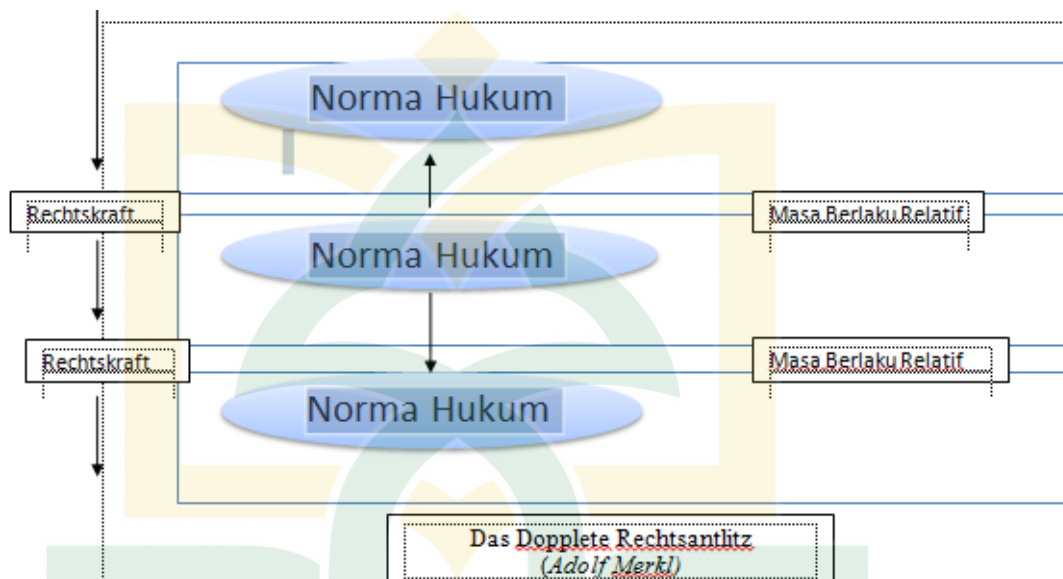 Norma Hukum
Rechtskraft
Masa Berlaku Relatif
Norma Hukum
Rechtskraft
Masa Berlaku Relatif
Norma Hukum
Das Dopplete Rechtsantlitz
(Adolf Merkl)